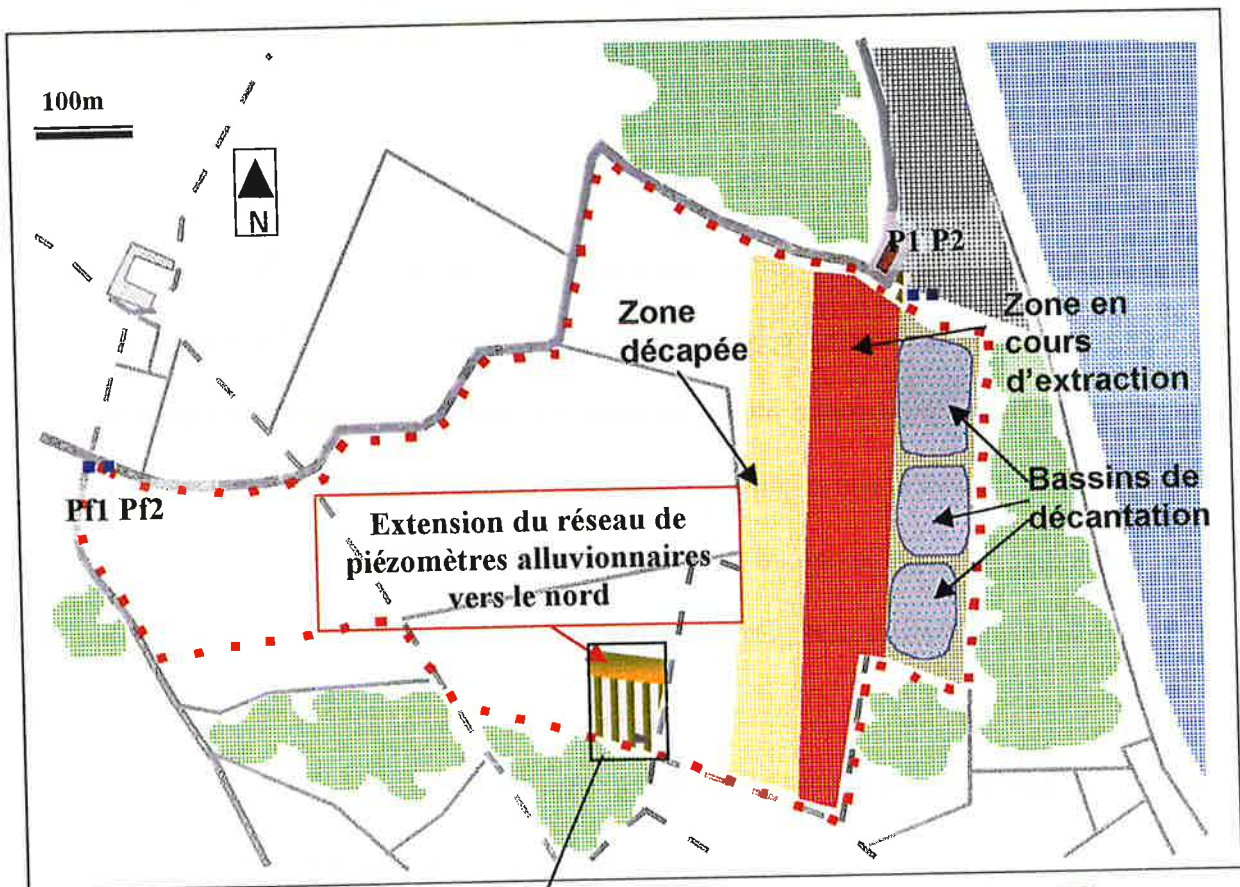 100m
N
P1 P2
Zone
décapée
Zone en
cours
d'extraction
Pf1 Pf2
Extension du réseau de
piézomètres alluvionnaires
vers le nord
Bassins de
décantation